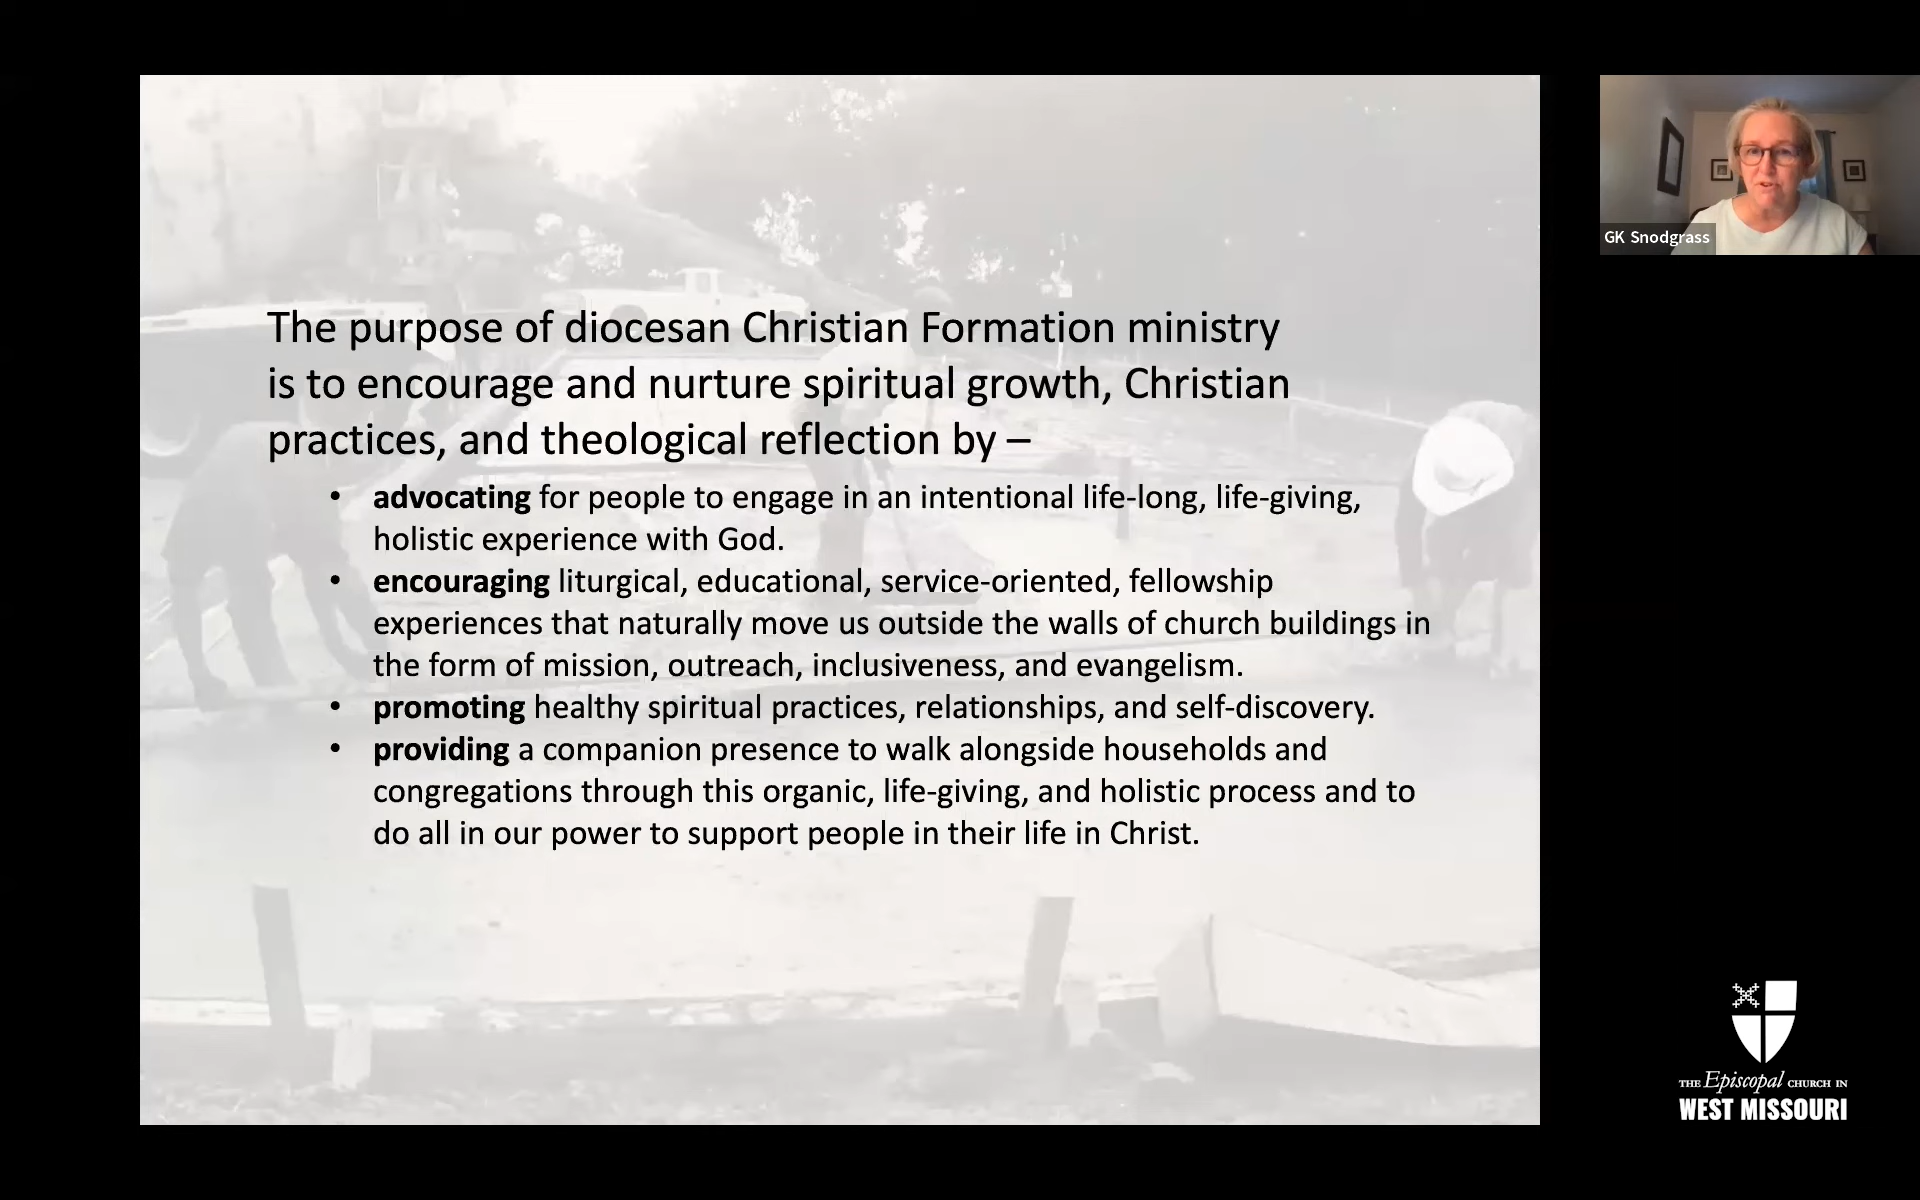 The purpose of diocesan Christian Formation ministry
is to encourage and nurture spiritual growth, Christian
practices, and theological reflection by –
• advocating for people to engage in an intentional life-long, life-giving,
holistic experience with God.
• encouraging liturgical, educational, service-oriented, fellowship
experiences that naturally move us outside the walls of church buildings in
the form of mission, outreach, inclusiveness, and evangelism.
• promoting healthy spiritual practices, relationships, and self-discovery.
• providing a companion presence to walk alongside households and
congregations through this organic, life-giving, and holistic process and to
do all in our power to support people in their life in Christ.
GK Snodgrass
THE Episcopal CHURCH IN
WEST MISSOURI